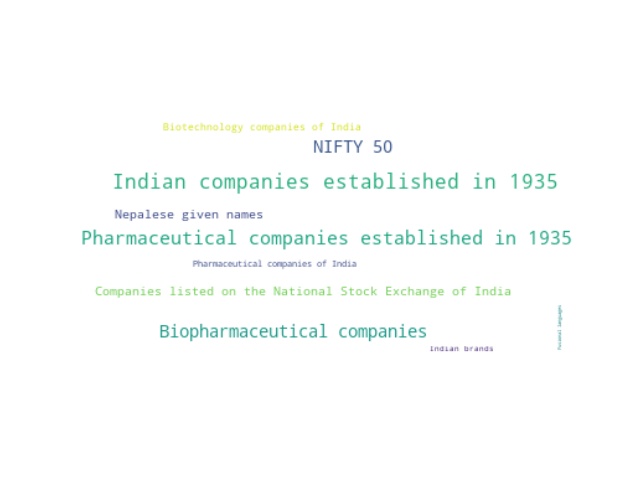 Biotechnology companies of India
NIFTY 50
Indian companies established in 1935
Nepalese given names
Pharmaceutical companies established in 1935
Pharmaceutical companies of India
Companies listed on the National Stock Exchange of India
Biopharmaceutical companies
Indian brands
languages